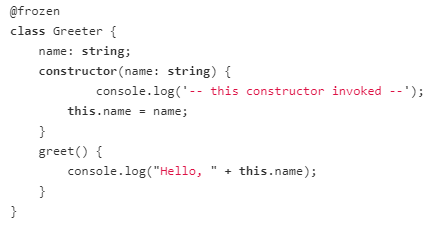 @frozen
class Greeter {
    name: string;
    constructor(name: string) {
            console.log('-- this constructor invoked --');
        this.name = name;
    }
    greet() {
        console.log("Hello, " + this.name);
    }
}